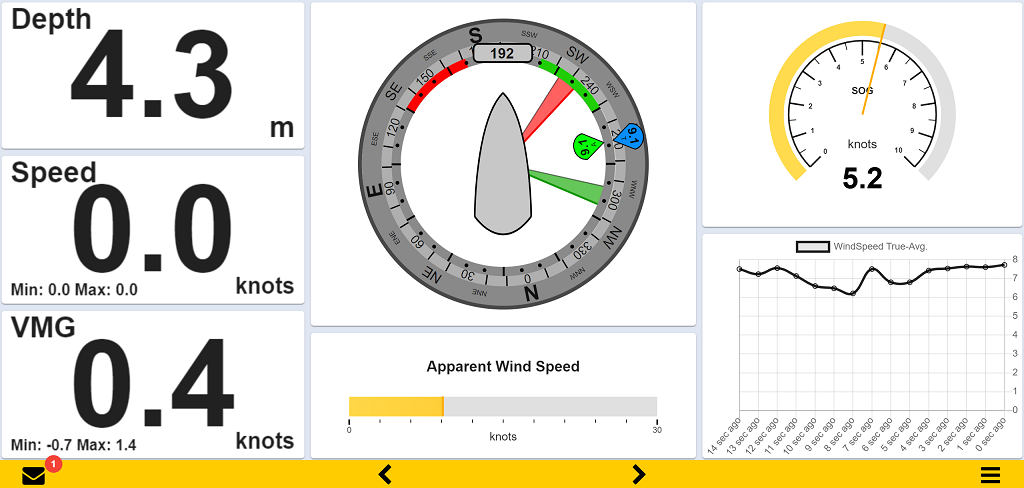 Depth
4.3
m
Speed
0.0
Min: 0.0 Max: 0.0
knots
VMG
0.4
Min: -0.7 Max: 1.4
knots
192
S
SSW
SW
WSW
WNW
NW
NNW
N
NNE
NE
ENE
E
ESE
SE
SSE
240
300
330
0
30
60
90
120
150
9.1
9.1
A
Apparent Wind Speed
0
30
knots
0
1
2
3
4
5
6
7
8
9
10
SOG
knots
5.2
WindSpeed True-Avg.
8
7
6
5
4
3
2
1
0
14 sec ago
13 sec ago
12 sec ago
11 sec ago
10 sec ago
9 sec ago
8 sec ago
7 sec ago
6 sec ago
5 sec ago
4 sec ago
3 sec ago
2 sec ago
1 sec ago
0 sec ago
1